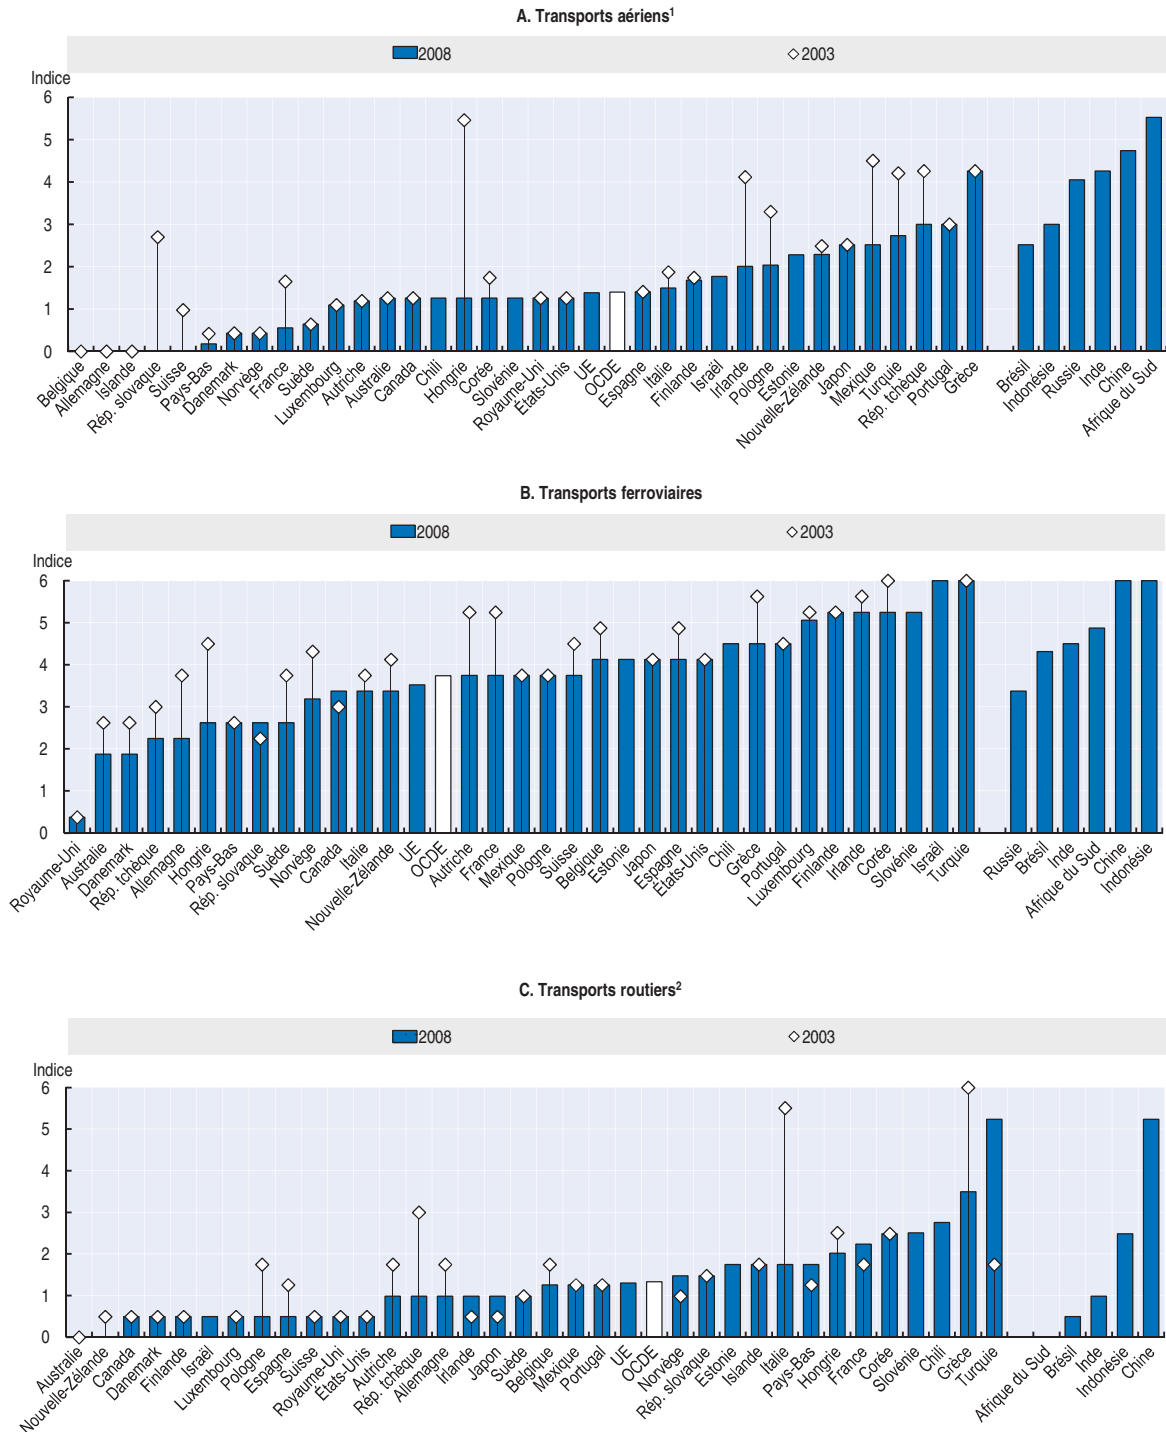 A. Transports aériens¹
2008
2003
Indice
6
5
4
3
2
1
0
Belgique
Allemagne
Islande
Rép. slovaque
Suisse
Pays-Bas
Danemark
Norvège
France
Suède
Luxembourg
Autriche
Australie
Canada
Chili
Hongrie
Corée
Slovénie
Royaume-Uni
États-Unis
UE
OCDE
Espagne
Italie
Finlande
Israël
Irlande
Pologne
Estonie
Nouvelle-Zélande
Japon
Mexique
Turquie
Rép. tchèque
Portugal
Grèce
Brésil
Indonésie
Russie
Inde
Chine
Afrique du Sud
B. Transports ferroviaires
2008
2003
Indice
6
5
4
3
2
1
0
Royaume-Uni
Australie
Danemark
Rép. tchèque
Allemagne
Hongrie
Pays-Bas
Rép. slovaque
Suède
Norvège
Canada
Italie
Nouvelle-Zélande
UE
OCDE
Autriche
France
Mexique
Pologne
Suisse
Belgique
Estonie
Japon
Espagne
États-Unis
Chili
Grèce
Portugal
Luxembourg
Finlande
Irlande
Corée
Slovénie
Israël
Turquie
Russie
Brésil
Inde
Afrique du Sud
Chine
Indonésie
C. Transports routiers²
2008
2003
Indice
6
5
4
3
2
1
0
Australie
Nouvelle-Zélande
Canada
Danemark
Finlande
Israël
Luxembourg
Pologne
Espagne
Suisse
Royaume-Uni
États-Unis
Autriche
Rép. tchèque
Allemagne
Irlande
Japon
Suède
Belgique
Mexique
Portugal
UE
OCDE
Norvège
Rép. slovaque
Estonie
Islande
Italie
Pays-Bas
Hongrie
France
Corée
Slovénie
Chili
Grèce
Turquie
Afrique du Sud
Brésil
Inde
Indonésie
Chine